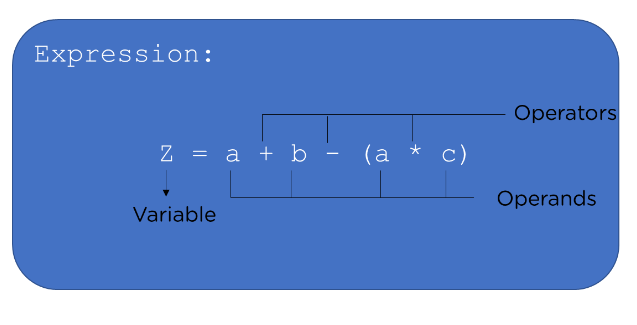 Expression:
Operators
Z = a + b - (a * c)
Variable
Operands